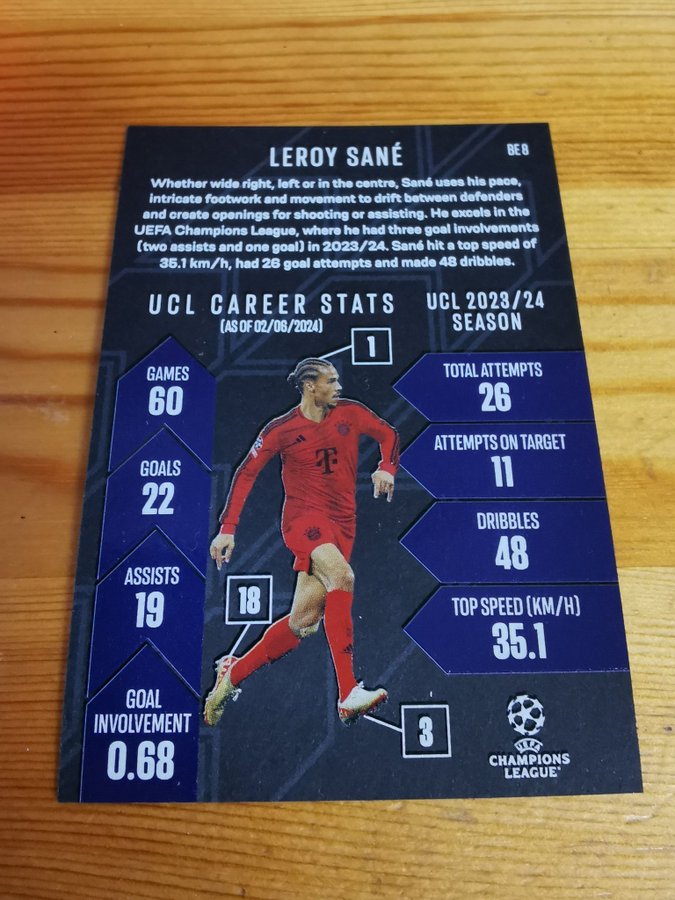 LEROY SANÉ
BE 8
Whether wide right, left or in the centre, Sané uses his pace,
intricate footwork and movement to drift between defenders
and create openings for shooting or assisting. He excels in the
UEFA Champions League, where he had three goal involvements
(two assists and one goal) in 2023/24. Sané hit a top speed of
35.1 km/h, had 26 goal attempts and made 48 dribbles.
UCL CAREER STATS
(AS OF 02/06/2024)
GAMES
60
GOALS
22
ASSISTS
19
GOAL
INVOLVEMENT
0.68
1
18
3
T
UCL 2023/24
SEASON
TOTAL ATTEMPTS
26
ATTEMPTS ON TARGET
11
DRIBBLES
48
TOP SPEED (KM/H)
35.1
UEFA
CHAMPIONS
LEAGUE